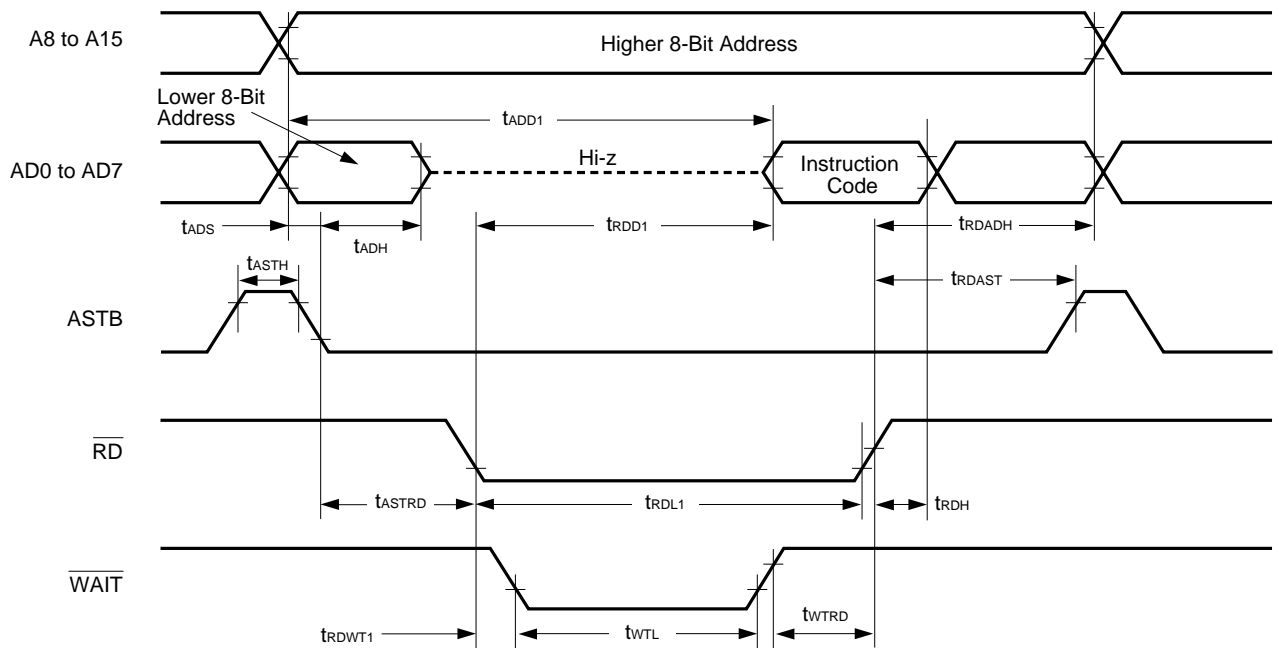 A8 to A15
Higher 8-Bit Address
Lower 8-Bit
Address
tADD1
AD0 to AD7
Hi-z
Instruction
Code
tADS
tADH
tRDD1
tRDADH
tASTH
tRDAST
ASTB
RD
tASTRD
tRDL1
tRDH
WAIT
tRDWT1
tWTL
tWTRD